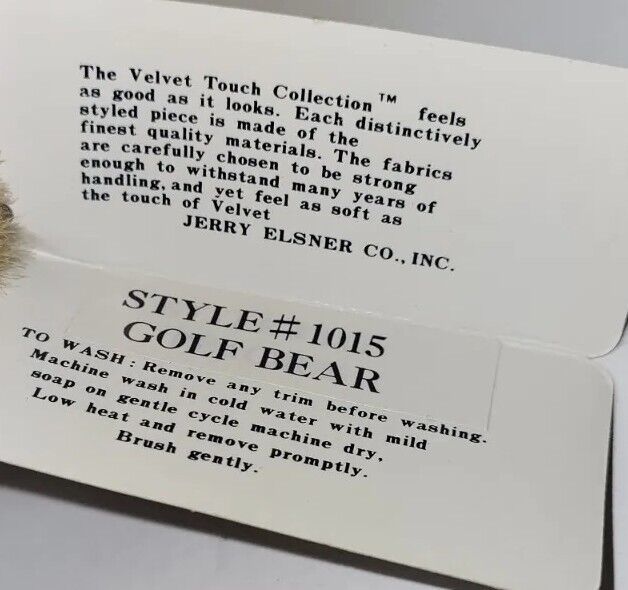 The Velvet Touch Collection™ feels
as good as it looks. Each distinctively
styled piece is made of the
finest quality materials. The fabrics
are carefully chosen to be strong
enough to withstand many years of
handling, and yet feel as soft as
the touch of Velvet
JERRY ELSNER CO., INC.
STYLE # 1015
GOLF BEAR
TO WASH : Remove any trim before washing.
Machine wash in cold water with mild
soap on gentle cycle machine dry,
Low heat and remove promptly.
Brush gently.